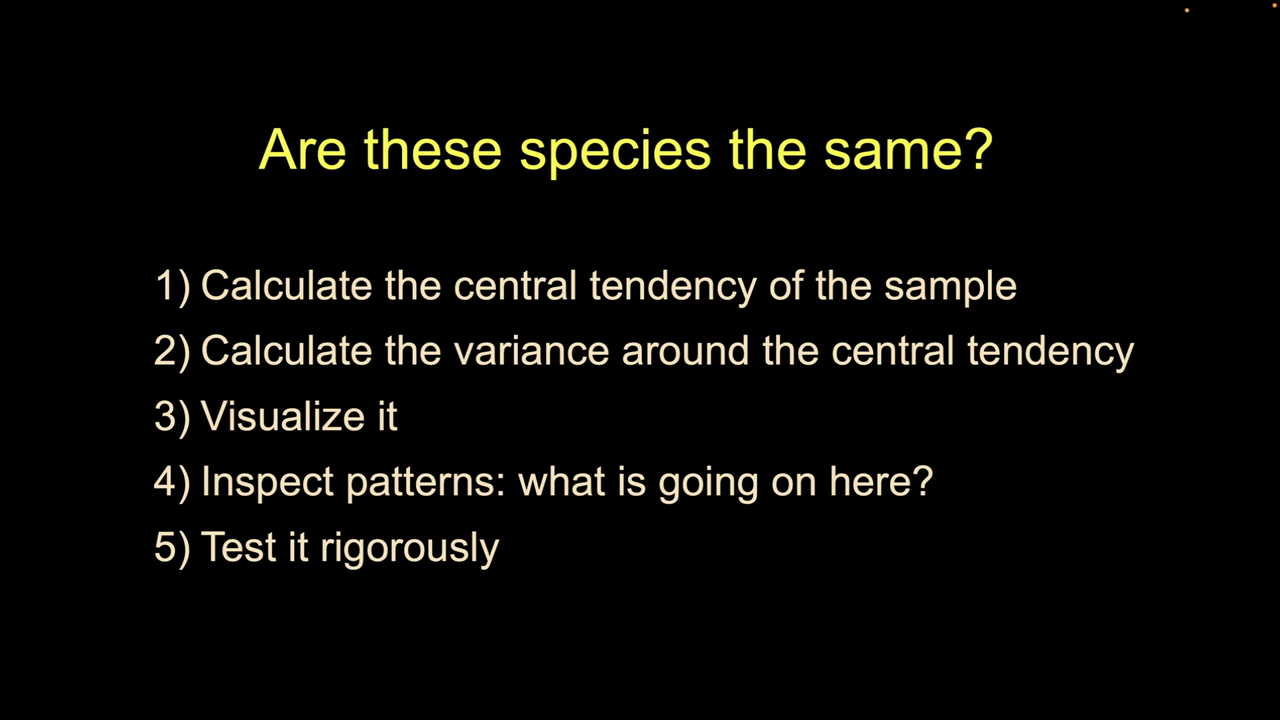 Are these species the same?
1) Calculate the central tendency of the sample
2) Calculate the variance around the central tendency
3) Visualize it
4) Inspect patterns: what is going on here?
5) Test it rigorously